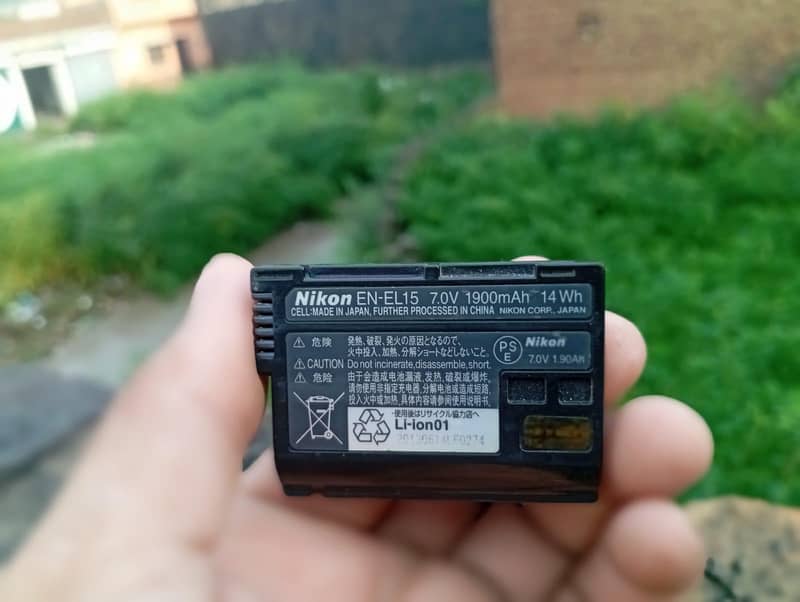 Nikon EN-EL15 7.0V 1900mAh 14Wh
CELL:MADE IN JAPAN, FURTHER PROCESSED IN CHINA NIKON CORP., JAPAN
危険 発熱, 破裂, 発火の原因となるので、
火中投入, 加熱, 分解ショートなどしないこと。
CAUTION Do not incinerate,disassemble,short.
危险 由于会造成电池漏液, 发热, 破裂或爆炸,
请勿使用非指定充电器, 分解电池或造成短路,
火中投掷或加热,具体内容请参阅使用说明书。
PS
E
Nikon
7.0V 1.90Ah
使用後はリサイクル協力店へ
Li-ion01